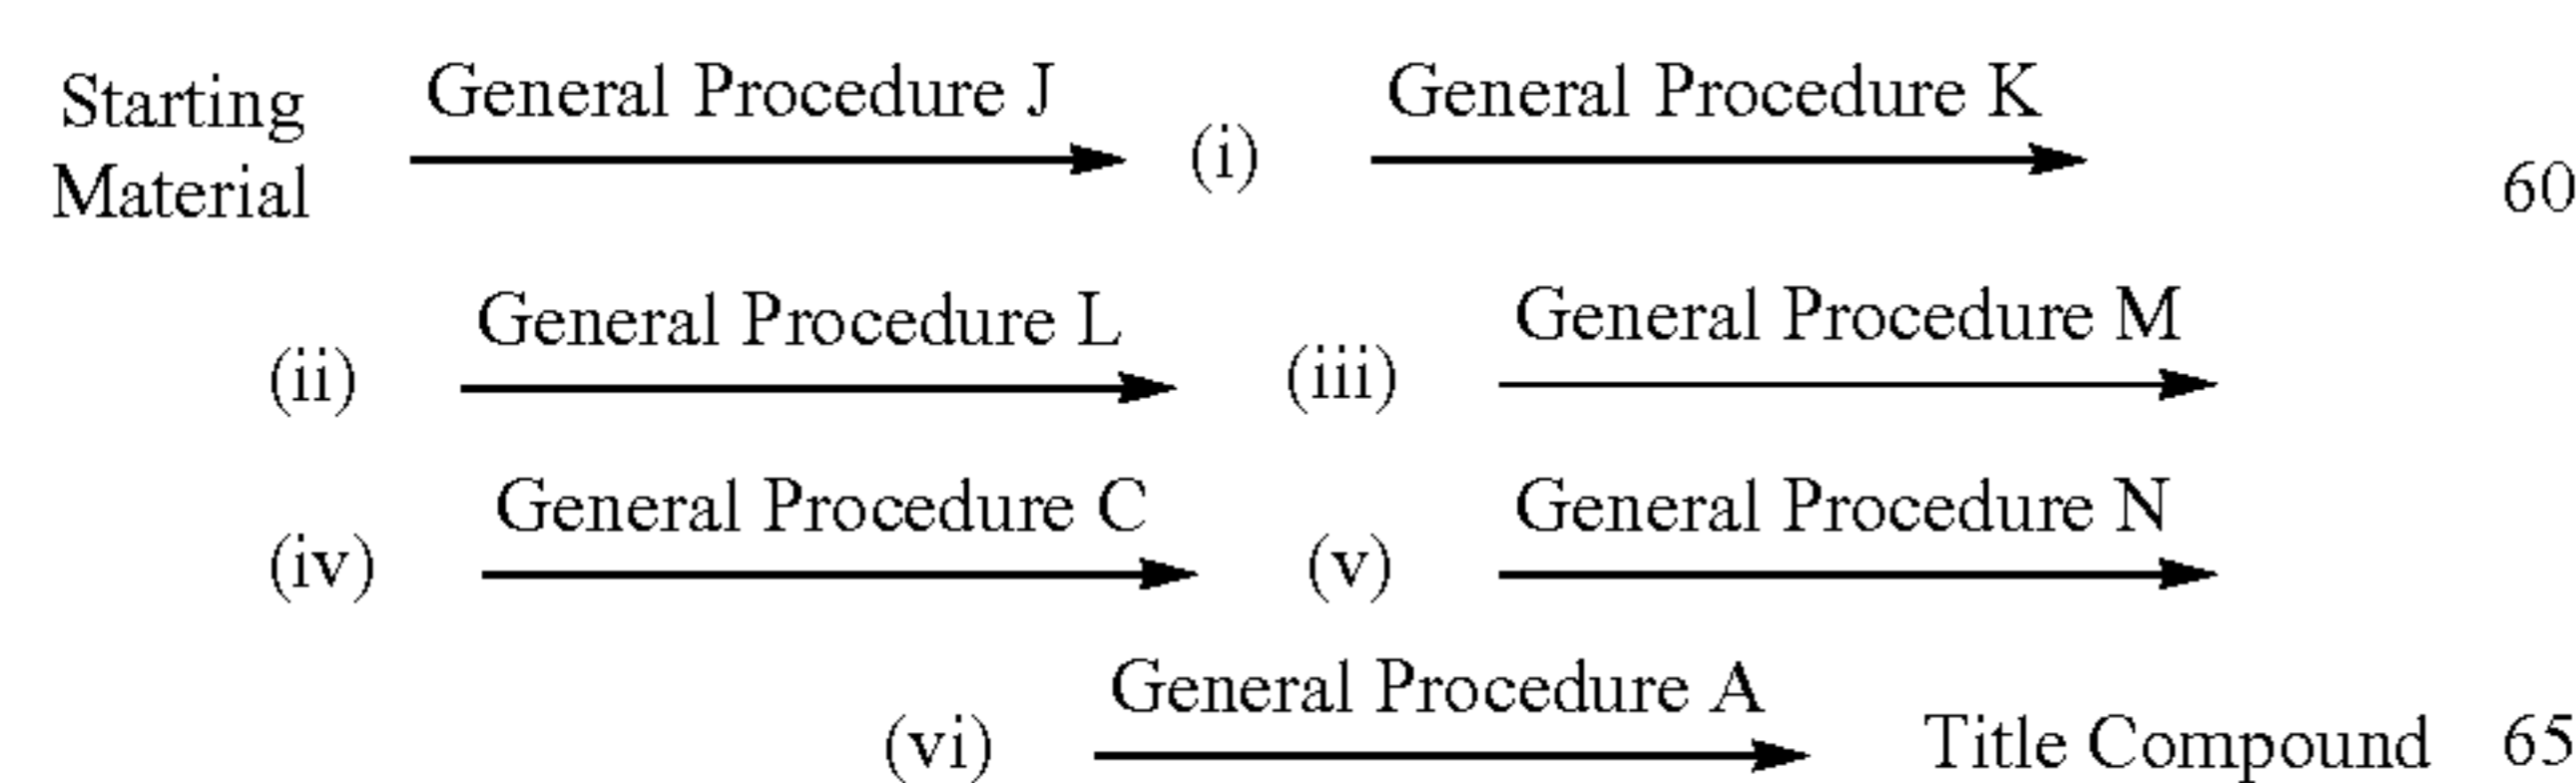 Starting Material General Procedure J (i) General Procedure K
60
(ii) General Procedure L (iii) General Procedure M
(iv) General Procedure C (v) General Procedure N
(vi) General Procedure A Title Compound 65